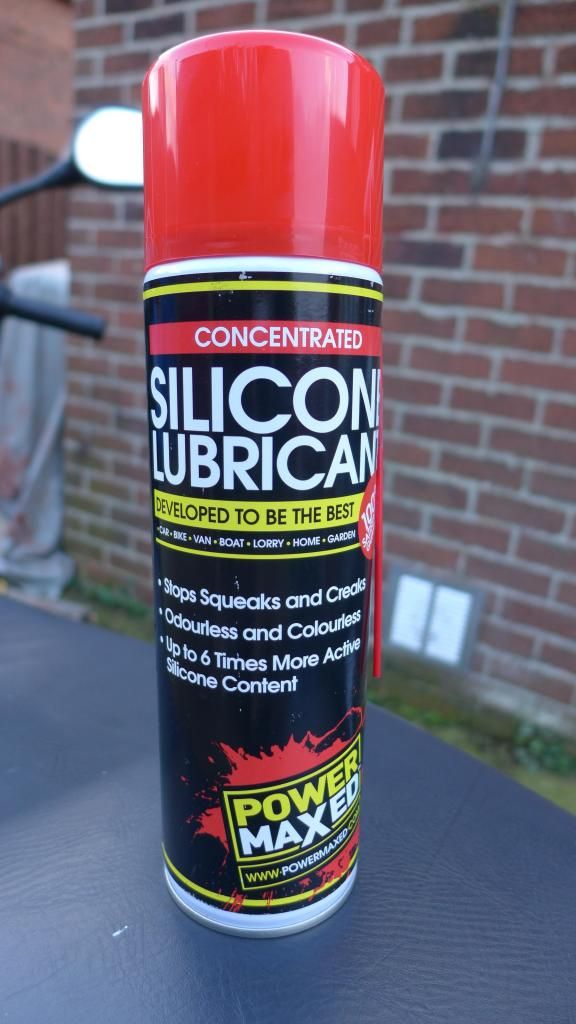 CONCENTRATED
SILICON
LUBRICAN
DEVELOPED TO BE THE BEST
•CAR•BIKE•VAN•BOAT•LORRY•HOME•GARDEN
• Stops Squeaks and Creaks
• Odourless and Colourless
• Up to 6 Times More Active
Silicone Content
POWER
MAXED
WWW.POWERMAXED.CO